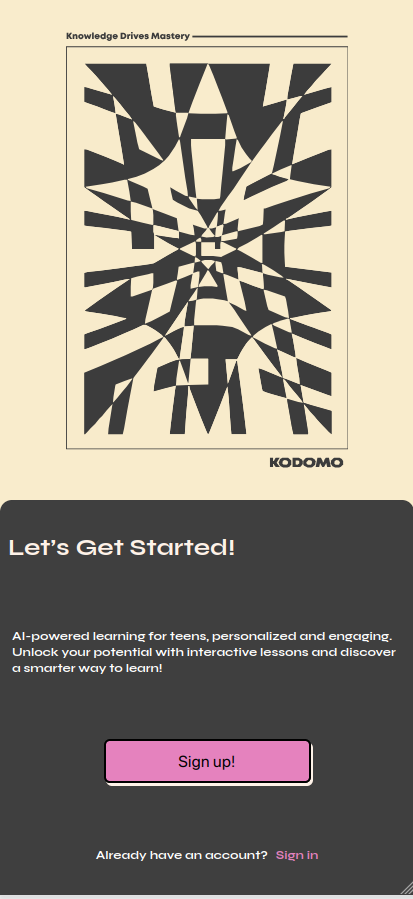 Knowledge Drives Mastery
KODOMO
Let's Get Started!
AI-powered learning for teens, personalized and engaging.
Unlock your potential with interactive lessons and discover
a smarter way to learn!
Sign up!
Already have an account? Sign in